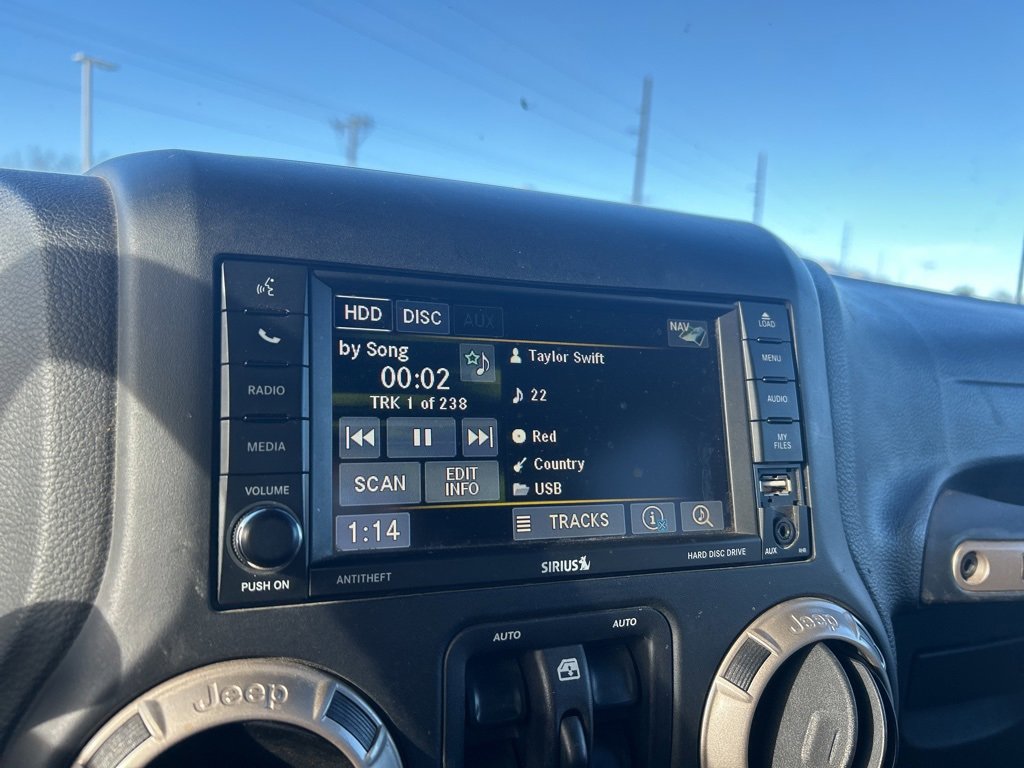 HDD DISC AUX NAV
by Song
00:02
TRK 1 of 238
Taylor Swift
22
Red
Country
USB
SCAN EDIT INFO
1:14 TRACKS
RADIO
MEDIA
VOLUME
PUSH ON
ANTITHEFT
SIRIUS
HARD DISC DRIVE
LOAD
MENU
AUDIO
MY
FILES
AUX
AUTO AUTO
Jeep
Jeep